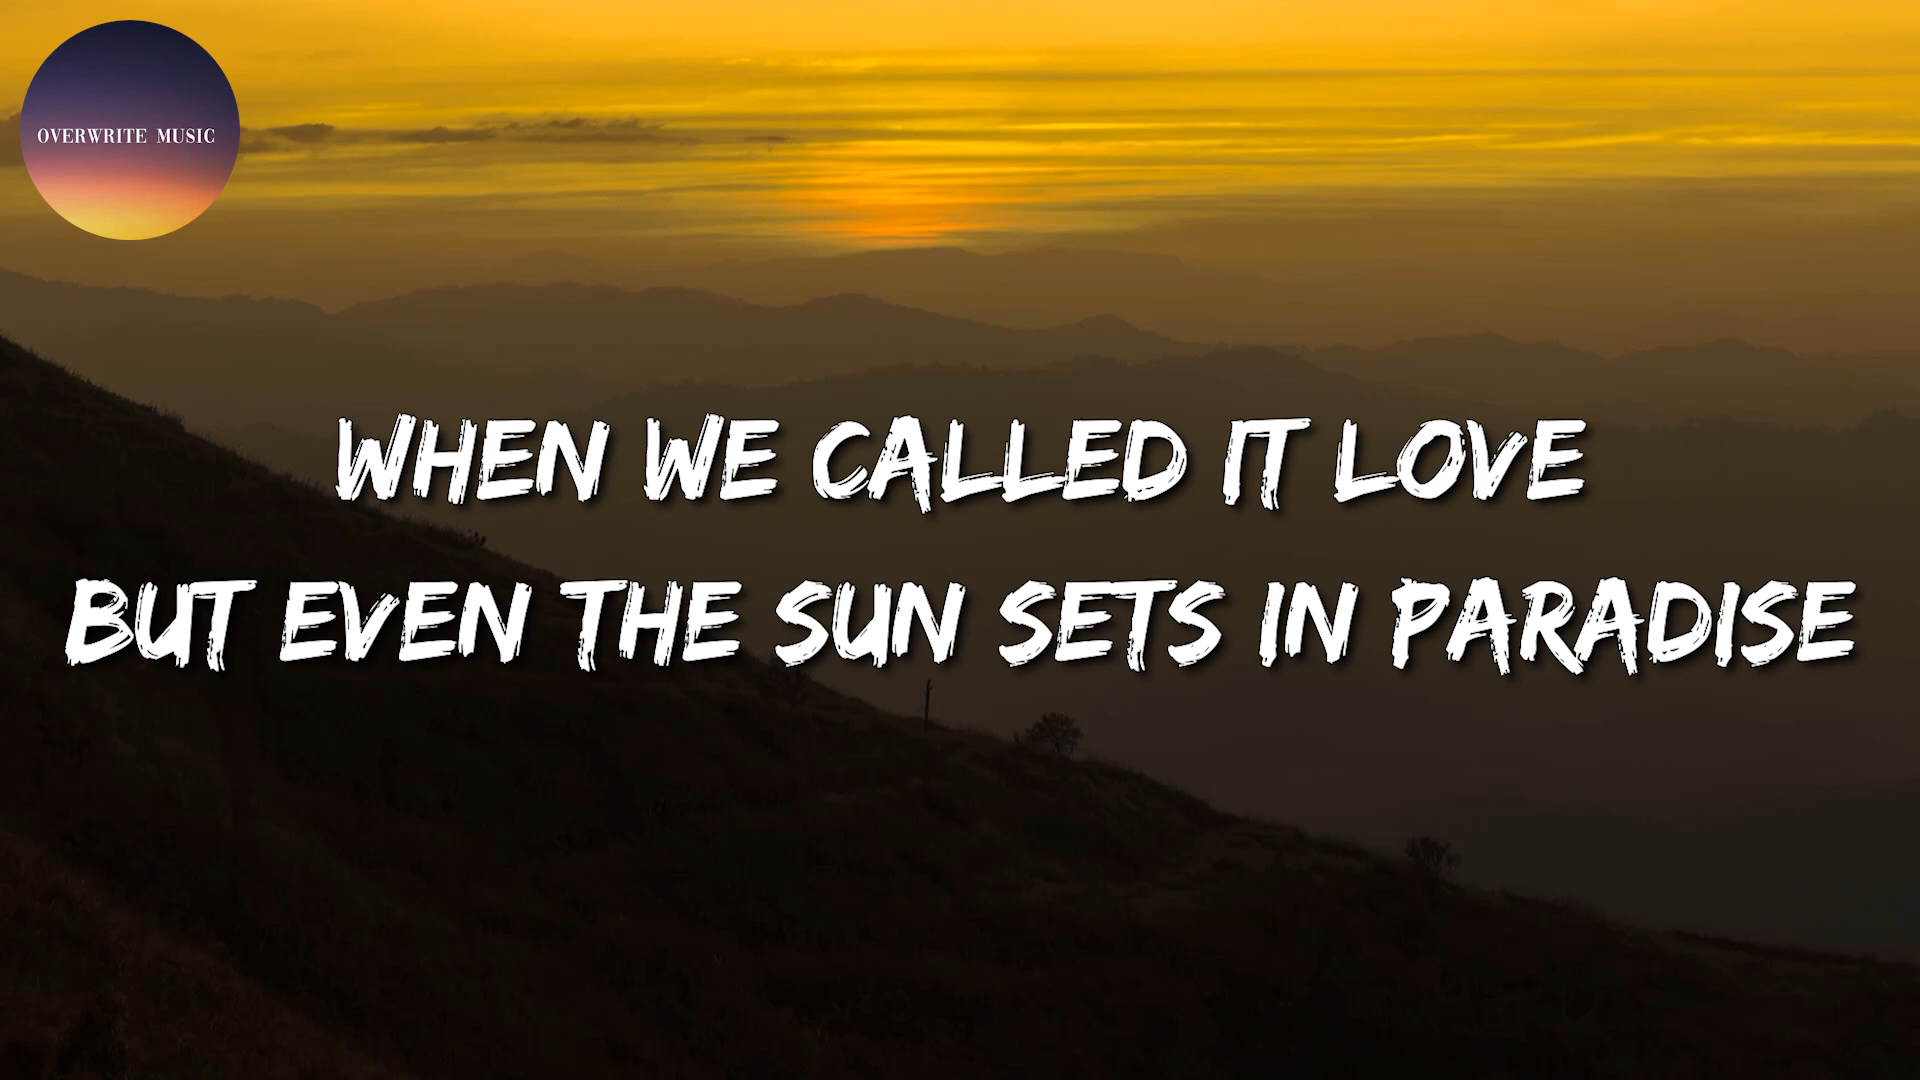 OVERWRITE MUSIC
WHEN WE CALLED IT LOVE
BUT EVEN THE SUN SETS IN PARADISE